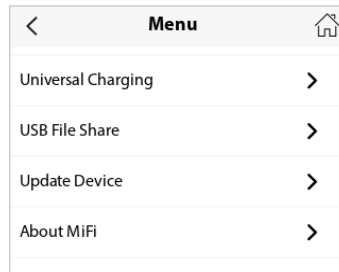 Menu
Universal Charging
USB File Share
Update Device
About MiFi